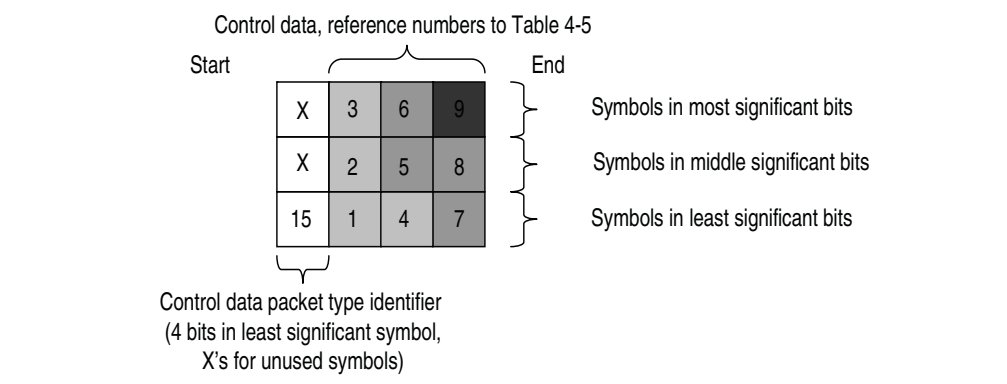 Control data, reference numbers to Table 4-5
Start End
X 3 6 9 Symbols in most significant bits
X 2 5 8 Symbols in middle significant bits
15 1 4 7 Symbols in least significant bits
Control data packet type identifier
(4 bits in least significant symbol,
X's for unused symbols)